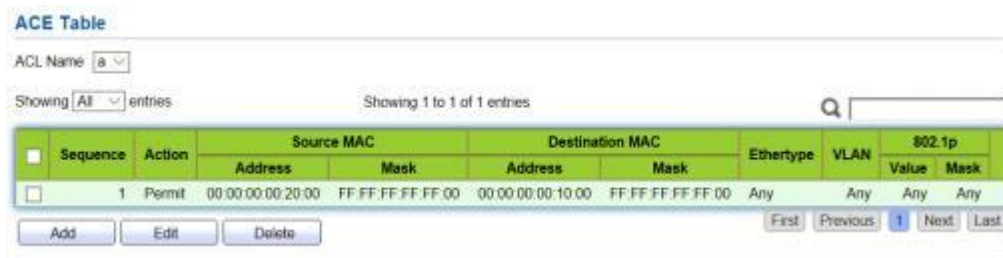 ACE Table
ACL Name a
Showing All entries Showing 1 to 1 of 1 entries
Source MAC Destination MAC 802.1p
Sequence Action Ethertype VLAN
Address Mask Address Mask Value Mask
1 Permit 00:00:00:00:20:00 FF:FF:FF:FF:FF:00 00:00:00:00:10:00 FF:FF:FF:FF:FF:00 Any Any Any Any
First Previous 1 Next Last
Add Edit Delete